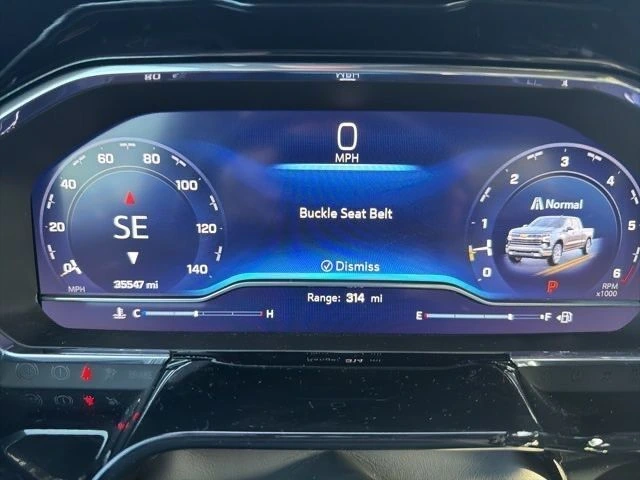 0
MPH
20 40 60 80 100 120 140
MPH
SE
35547 mi
Buckle Seat Belt
Dismiss
Range: 314 mi
C H
E F
0 1 2 3 4 5 6
Normal
P
RPM
x1000